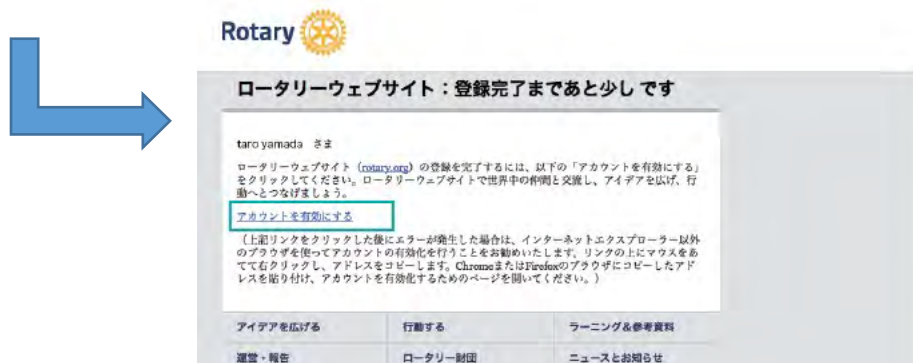 Rotary
ロータリーウェブサイト：登録完了まであと少し です
taro yamada さま
ロータリーウェブサイト（rotary.org）の登録を完了するには、以下の「アカウントを有効にする」
をクリックしてください。ロータリーウェブサイトで世界中の仲間と交流し、アイデアを広げ、行
動へとつなげましょう。
アカウントを有効にする
（上記リンクをクリックした後にエラーが発生した場合は、インターネットエクスプローラー以外
のブラウザを使ってアカウントの有効化を行うことをお勧めいたします。リンクの上にマウスをあ
てて右クリックし、アドレスをコピーします。ChromeまたはFirefoxのブラウザにコピーしたアド
レスを貼り付け、アカウントを有効化するためのページを開いてください。）
アイデアを広げる 行動する ラーニング＆参考資料
運営・報告 ロータリー財団 ニュースとお知らせ